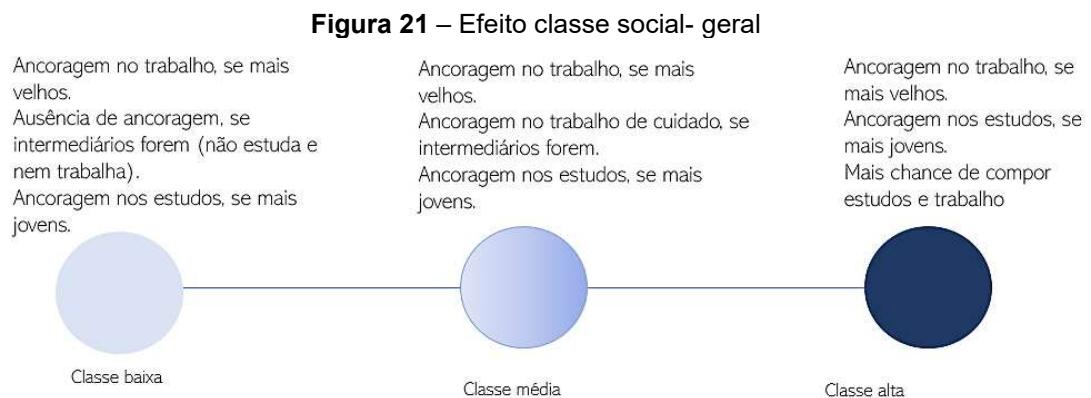 Figura 21 – Efeito classe social- geral
Ancoragem no trabalho, se mais
velhos.
Ausência de ancoragem, se
intermediários forem (não estuda e
nem trabalha).
Ancoragem nos estudos, se mais
jovens.
Ancoragem no trabalho, se mais
velhos.
Ancoragem no trabalho de cuidado, se
intermediários forem.
Ancoragem nos estudos, se mais
jovens.
Ancoragem no trabalho, se
mais velhos.
Ancoragem nos estudos, se
mais jovens.
Mais chance de compor
estudos e trabalho
Classe baixa
Classe média
Classe alta